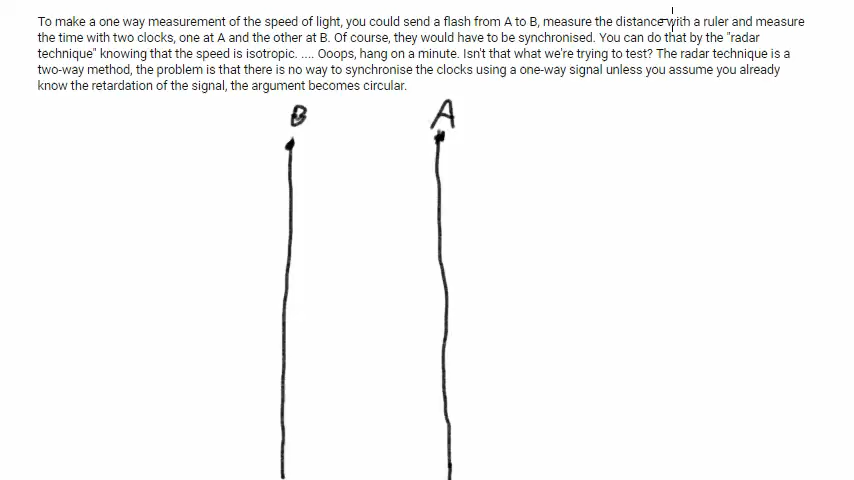 To make a one way measurement of the speed of light, you could send a flash from A to B, measure the distance with a ruler and measure
the time with two clocks, one at A and the other at B. Of course, they would have to be synchronised. You can do that by the "radar
technique" knowing that the speed is isotropic. .... Ooops, hang on a minute. Isn't that what we're trying to test? The radar technique is a
two-way method, the problem is that there is no way to synchronise the clocks using a one-way signal unless you assume you already
know the retardation of the signal, the argument becomes circular.
B A